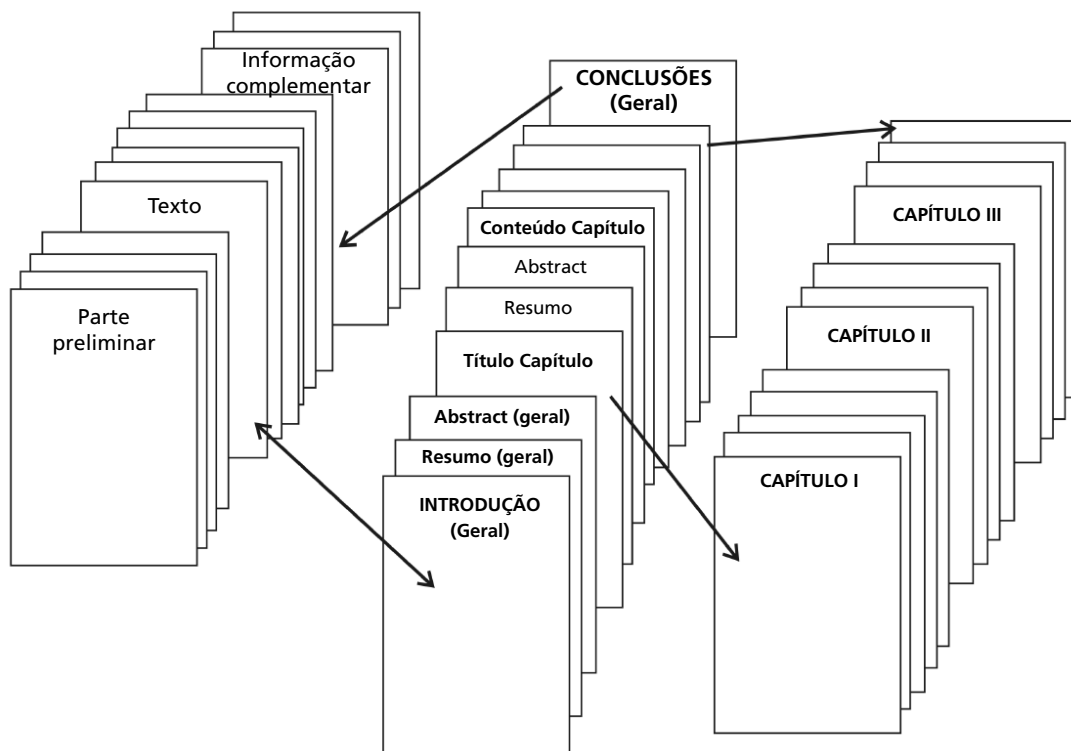 Informação
complementar
Texto
Parte
preliminar
CONCLUSÕES
(Geral)
Conteúdo Capítulo
Abstract
Resumo
Título Capítulo
Abstract (geral)
Resumo (geral)
INTRODUÇÃO
(Geral)
CAPÍTULO III
CAPÍTULO II
CAPÍTULO I